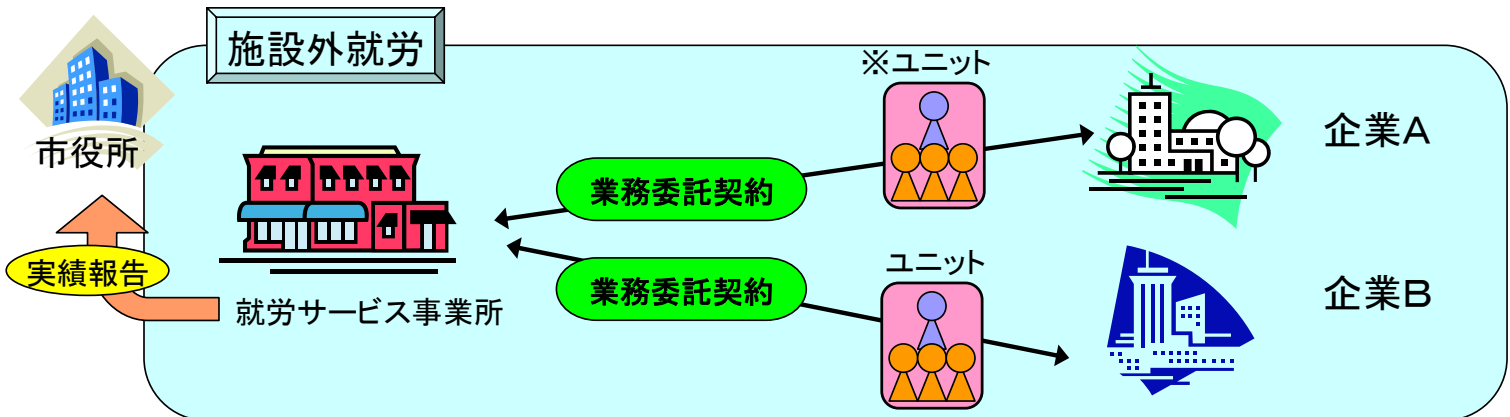 施設外就労
市役所
実績報告
就労サービス事業所
業務委託契約
※ユニット
企業A
業務委託契約
ユニット
企業B